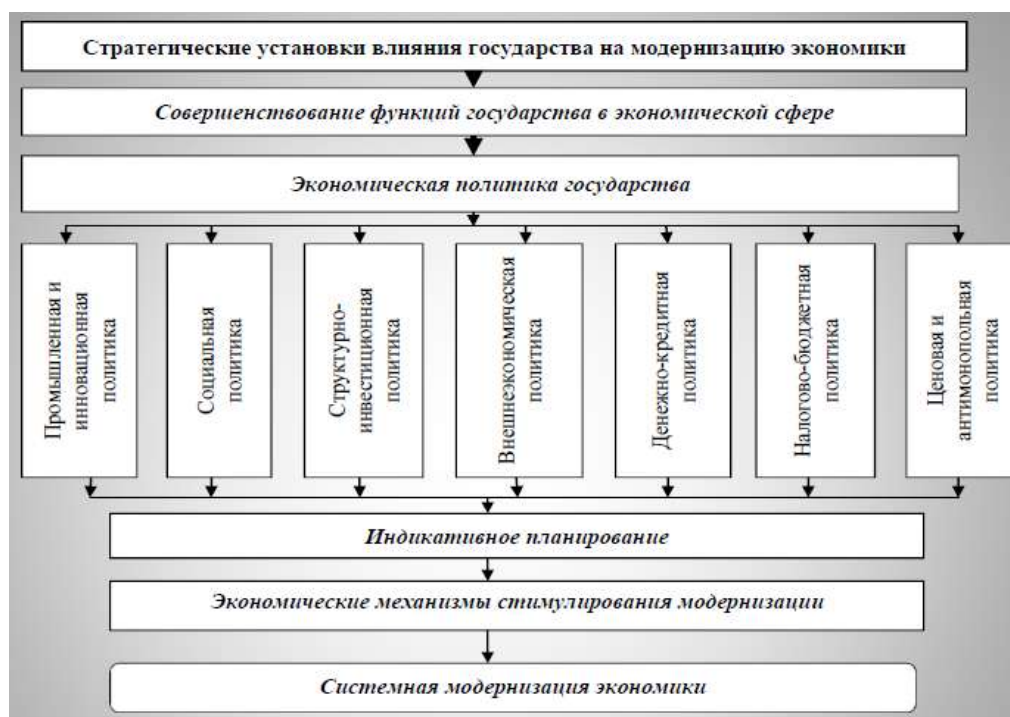 Стратегические установки влияния государства на модернизацию экономики
Совершенствование функций государства в экономической сфере
Экономическая политика государства
Промышленная и
инновационная
политика
Социальная
политика
Структурно-
инвестиционная
политика
Внешнеэкономическая
политика
Денежно-кредитная
политика
Налогово-бюджетная
политика
Ценовая и
антимонопольная
политика
Индикативное планирование
Экономические механизмы стимулирования модернизации
Системная модернизация экономики